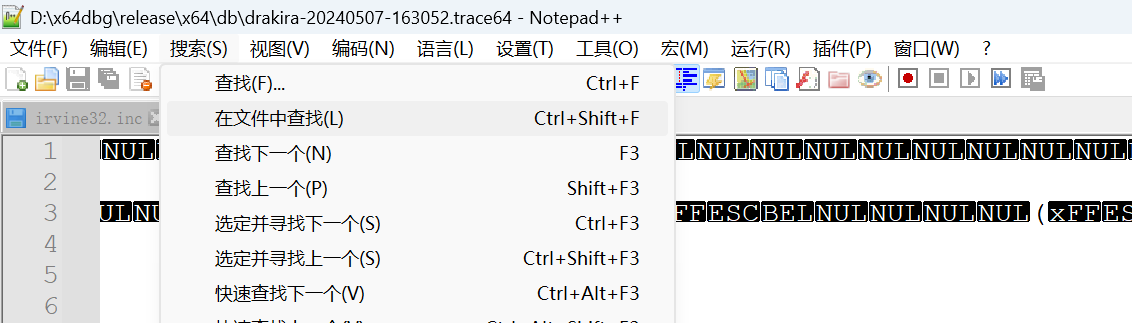 D:\x64dbg\release\x64\db\drakira-20240507-163052.trace64 - Notepad++
文件(F) 编辑(E) 搜索(S) 视图(V) 编码(N) 语言(L) 设置(T) 工具(O) 宏(M) 运行(R) 插件(P) 窗口(W) ?
查找(F)... Ctrl+F
irvine32.inc
在文件中查找(L) Ctrl+Shift+F
1 NUL NULNULNULNULNULNULNULNUL
查找下一个(N) F3
2
查找上一个(P) Shift+F3
3 ULNU FFESCBELNULNULNULNUL(xFFES
选定并寻找下一个(S) Ctrl+F3
4
选定并寻找上一个(S) Ctrl+Shift+F3
5
快速查找下一个(V) Ctrl+Alt+F3
6